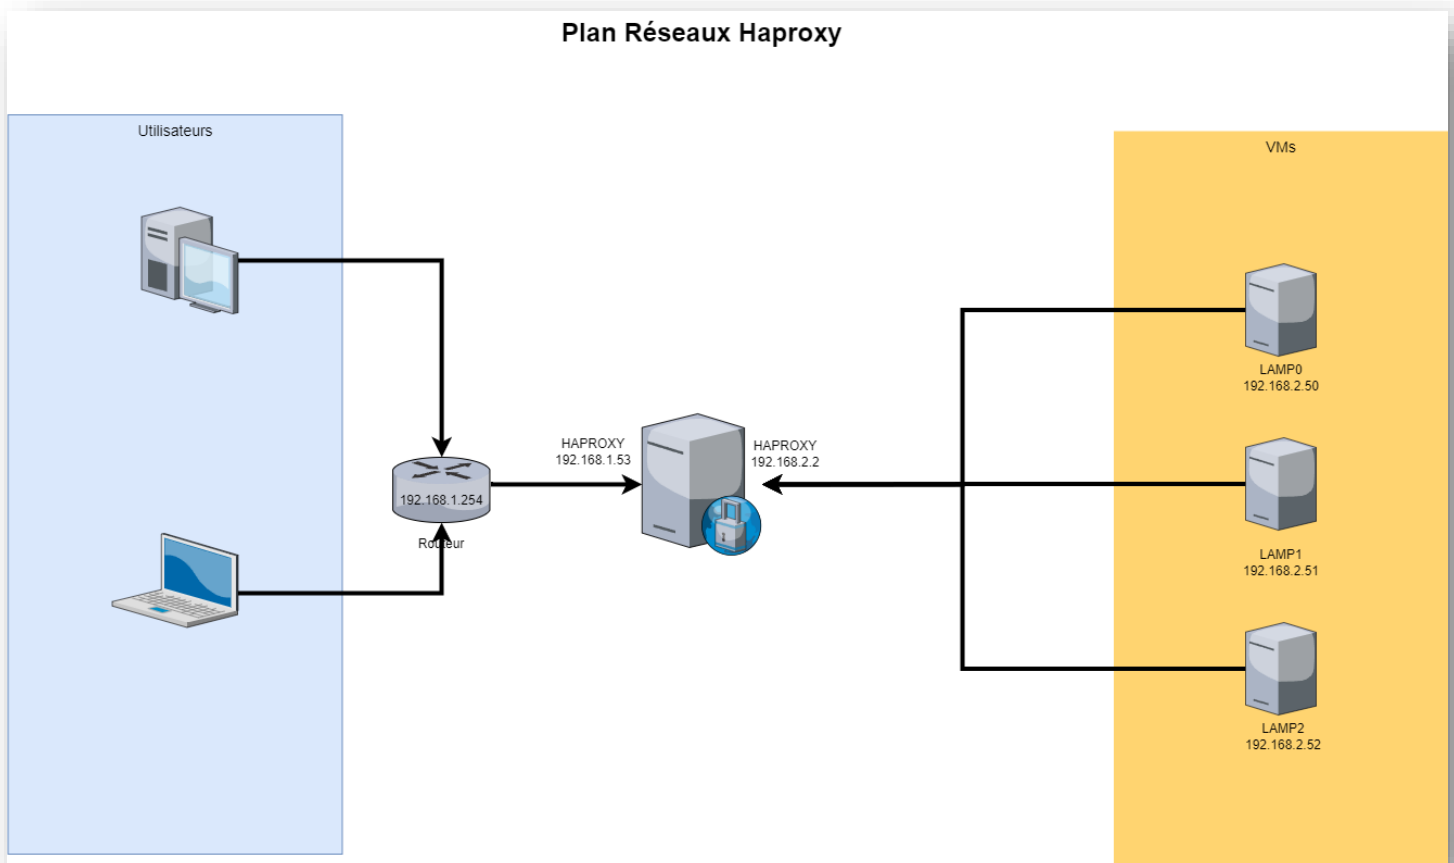 Plan Réseaux Haproxy
Utilisateurs
VMs
LAMP0
192.168.2.50
HAPROXY
192.168.1.53
HAPROXY
192.168.2.2
192.168.1.254
Routeur
LAMP1
192.168.2.51
LAMP2
192.168.2.52